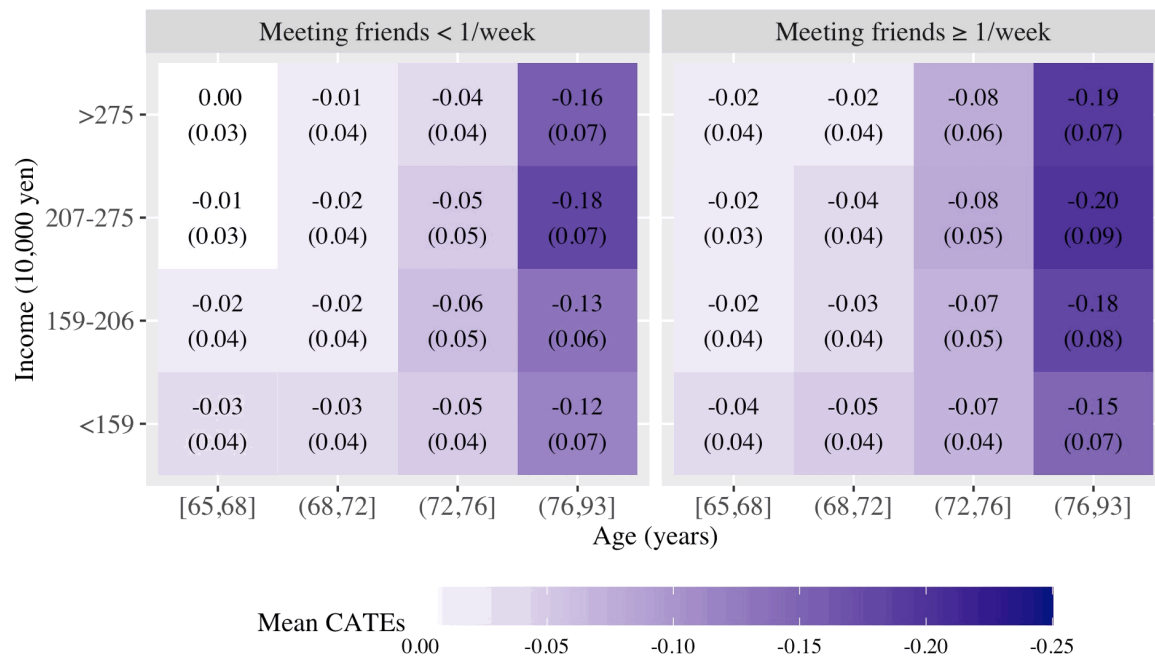 Meeting friends < 1/week Meeting friends ≥ 1/week
Income (10,000 yen)
>275 0.00 -0.01 -0.04 -0.16 -0.02 -0.02 -0.08 -0.19
(0.03) (0.04) (0.04) (0.07) (0.04) (0.04) (0.06) (0.07)
207-275 -0.01 -0.02 -0.05 -0.18 -0.02 -0.04 -0.08 -0.20
(0.03) (0.04) (0.05) (0.07) (0.03) (0.04) (0.05) (0.09)
159-206 -0.02 -0.02 -0.06 -0.13 -0.02 -0.03 -0.07 -0.18
(0.04) (0.04) (0.05) (0.06) (0.04) (0.04) (0.05) (0.08)
<159 -0.03 -0.03 -0.05 -0.12 -0.04 -0.05 -0.07 -0.15
(0.04) (0.04) (0.04) (0.07) (0.04) (0.04) (0.04) (0.07)
[65,68] (68,72] (72,76] (76,93] [65,68] (68,72] (72,76] (76,93]
Age (years)
Mean CATEs
0.00 -0.05 -0.10 -0.15 -0.20 -0.25